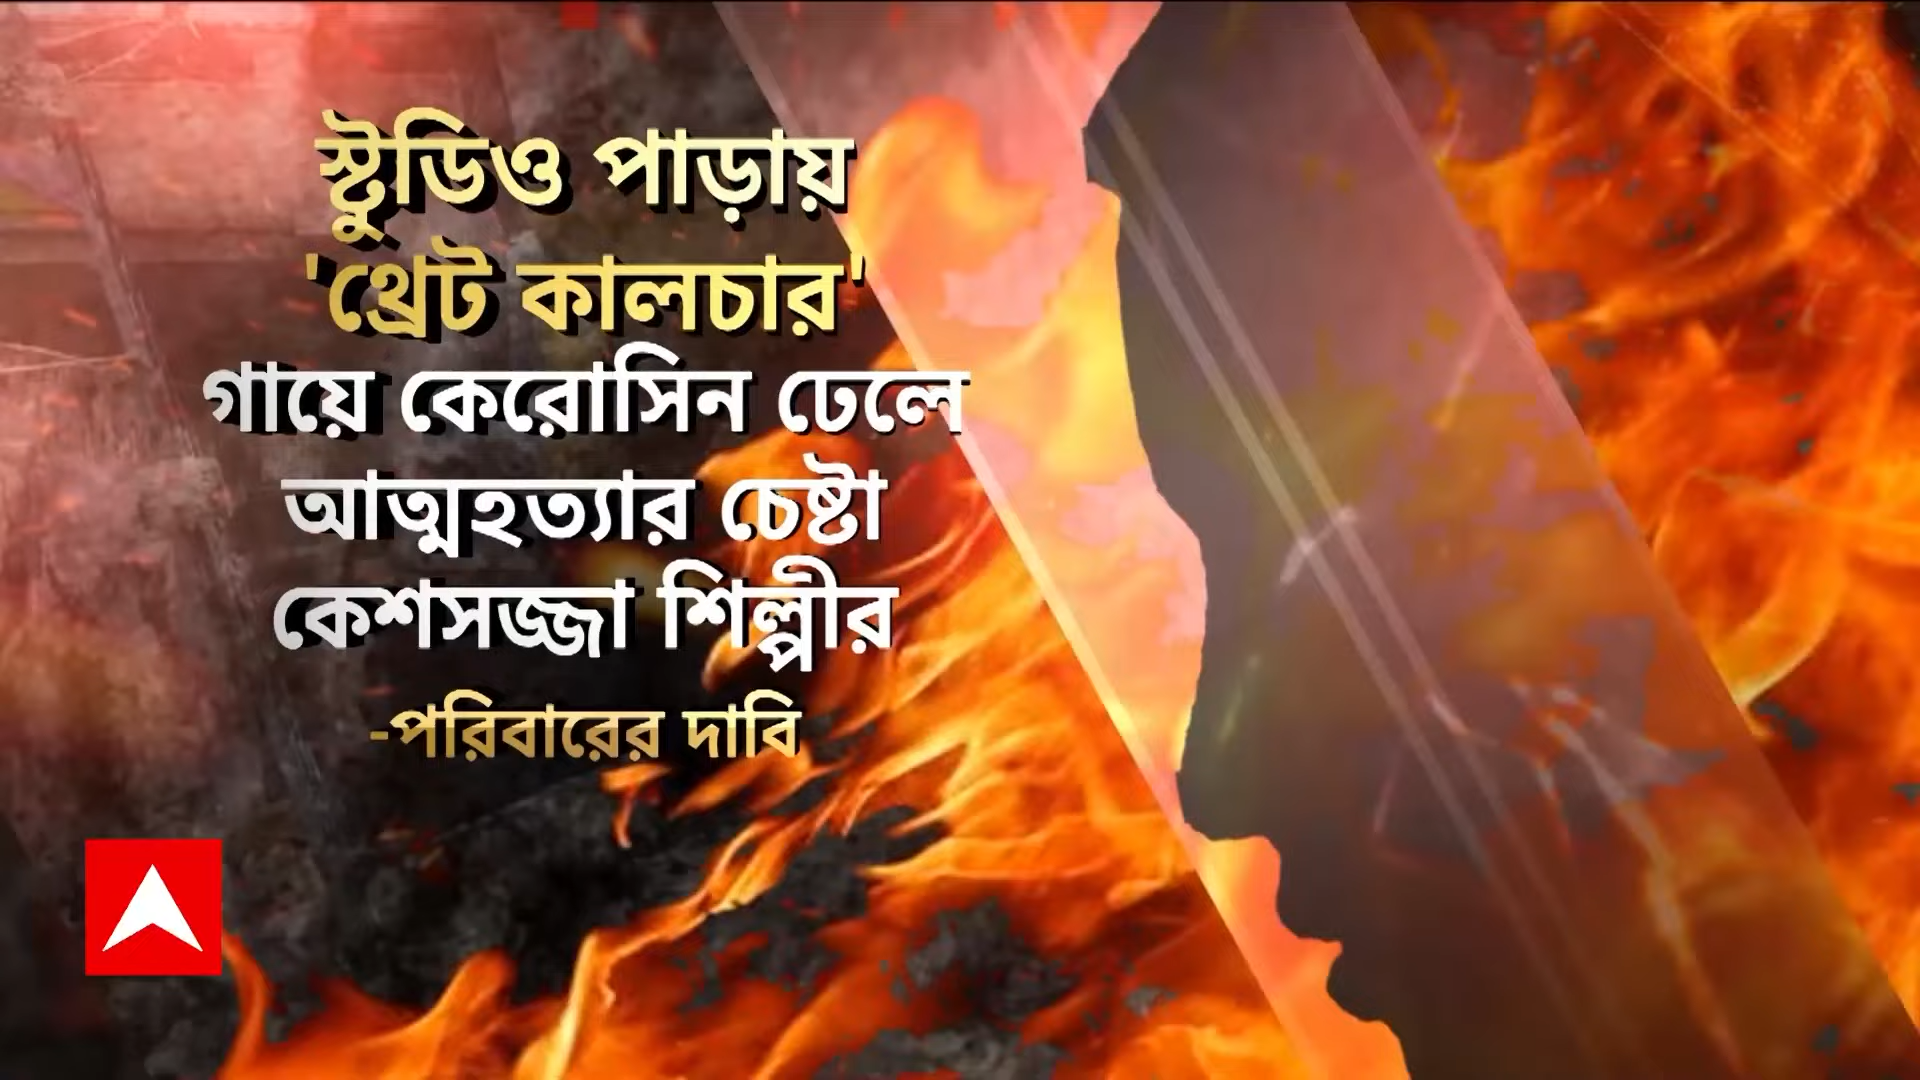 স্টুডিও পাড়ায়
'থ্রেট কালচার'
গায়ে কেরোসিন ঢেলে
আত্মহত্যার চেষ্টা
কেশসজ্জা শিল্পীর
-পরিবারের দাবি